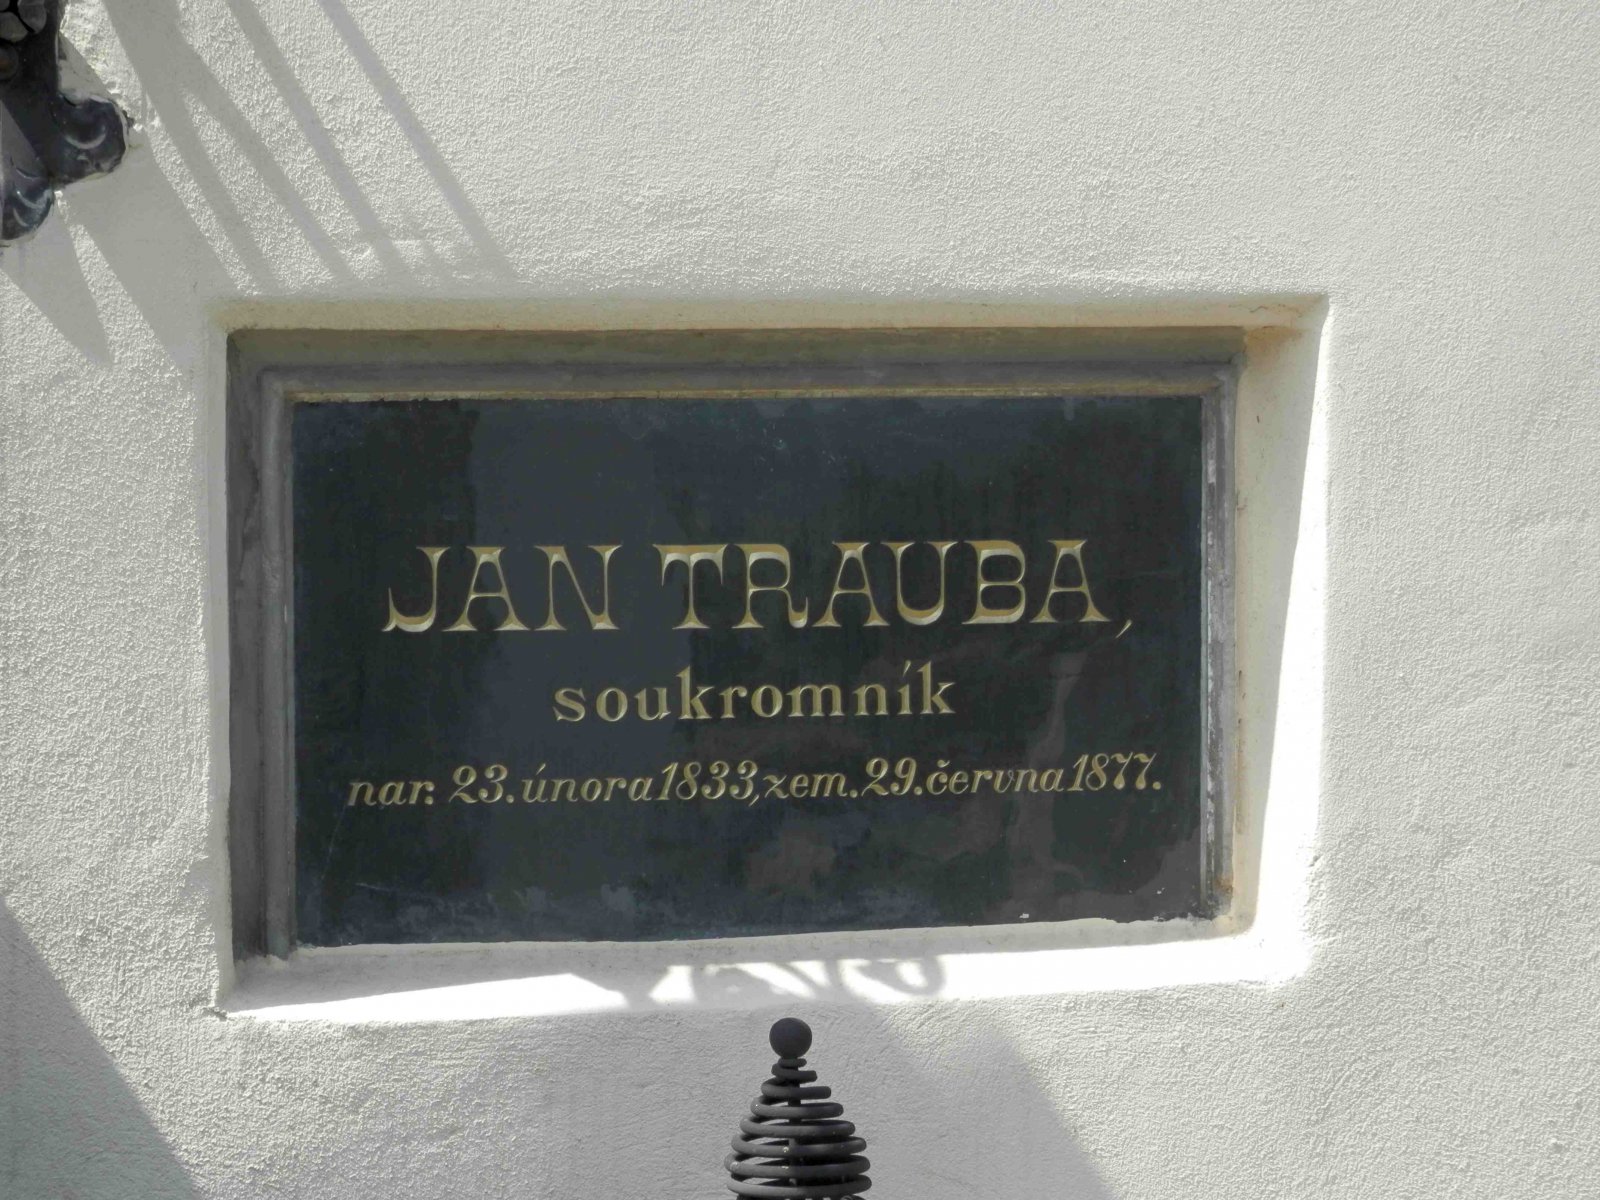 JAN TRAUBA,
soukromník
nar. 23. února 1833, zem. 29. června 1877.